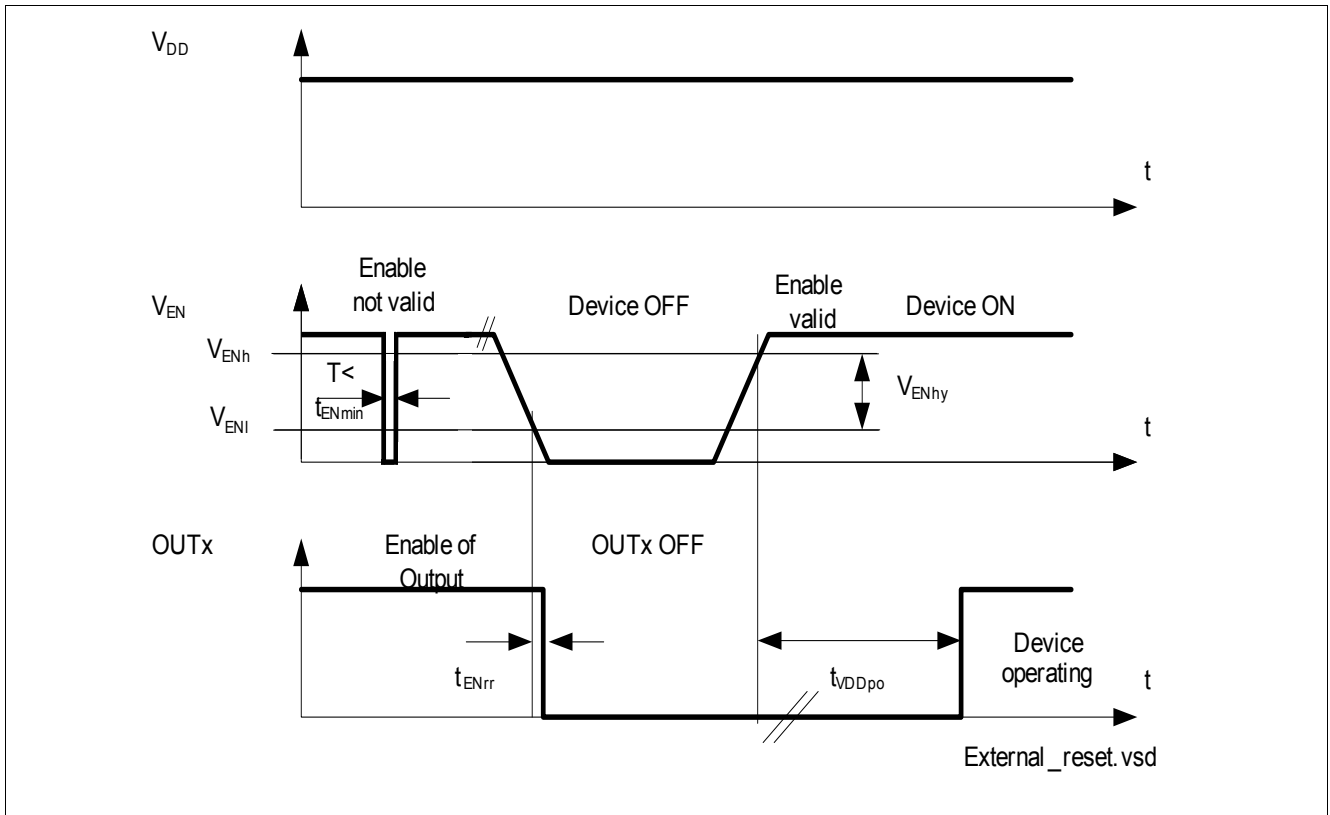 VDD
t
Enable
not valid
VEN
Device OFF
Enable
valid
Device ON
VENh
T<
tENmin
VENhy
VENl
t
OUTx
Enable of
Output
OUTx OFF
tENrr
tVDDpo
Device
operating
t
External_reset.vsd